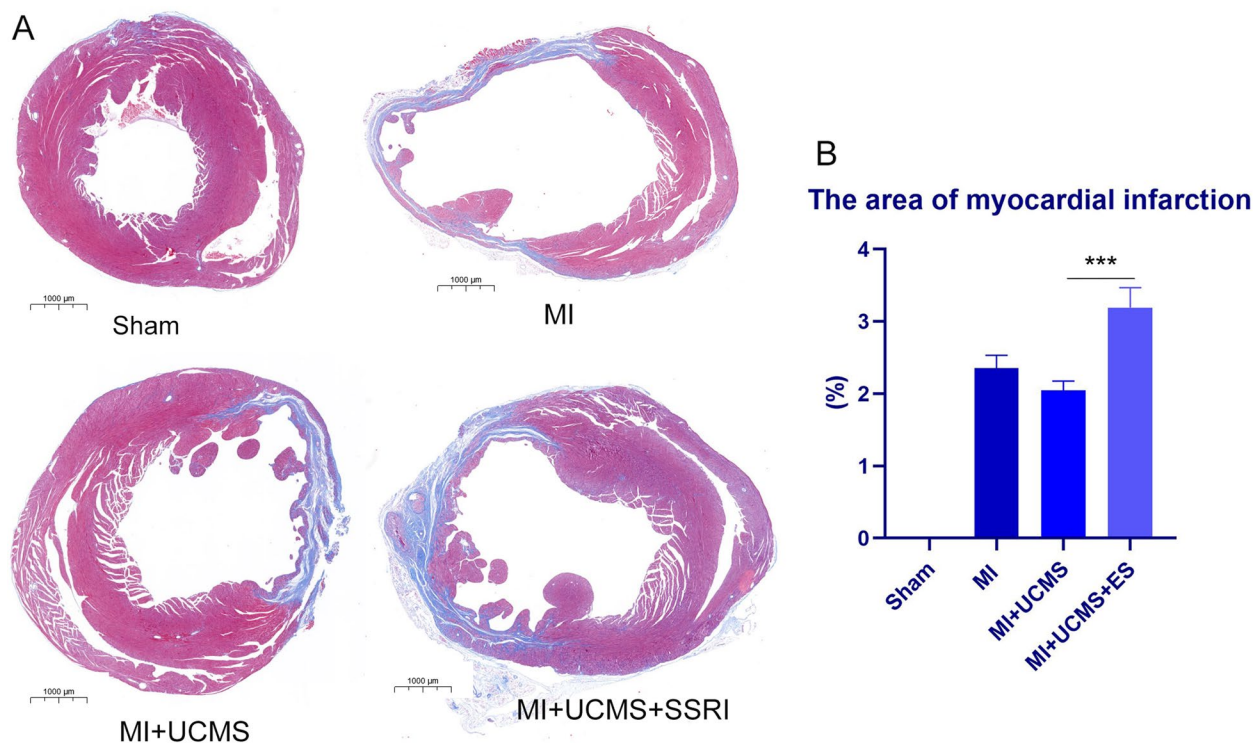 A
1000 µm
Sham
1000 µm
MI
1000 µm
MI+UCMS
1000 µm
MI+UCMS+SSRI
B
The area of myocardial infarction
(%)
4
3
2
1
0
***
Sham
MI
MI+UCMS
MI+UCMS+ES